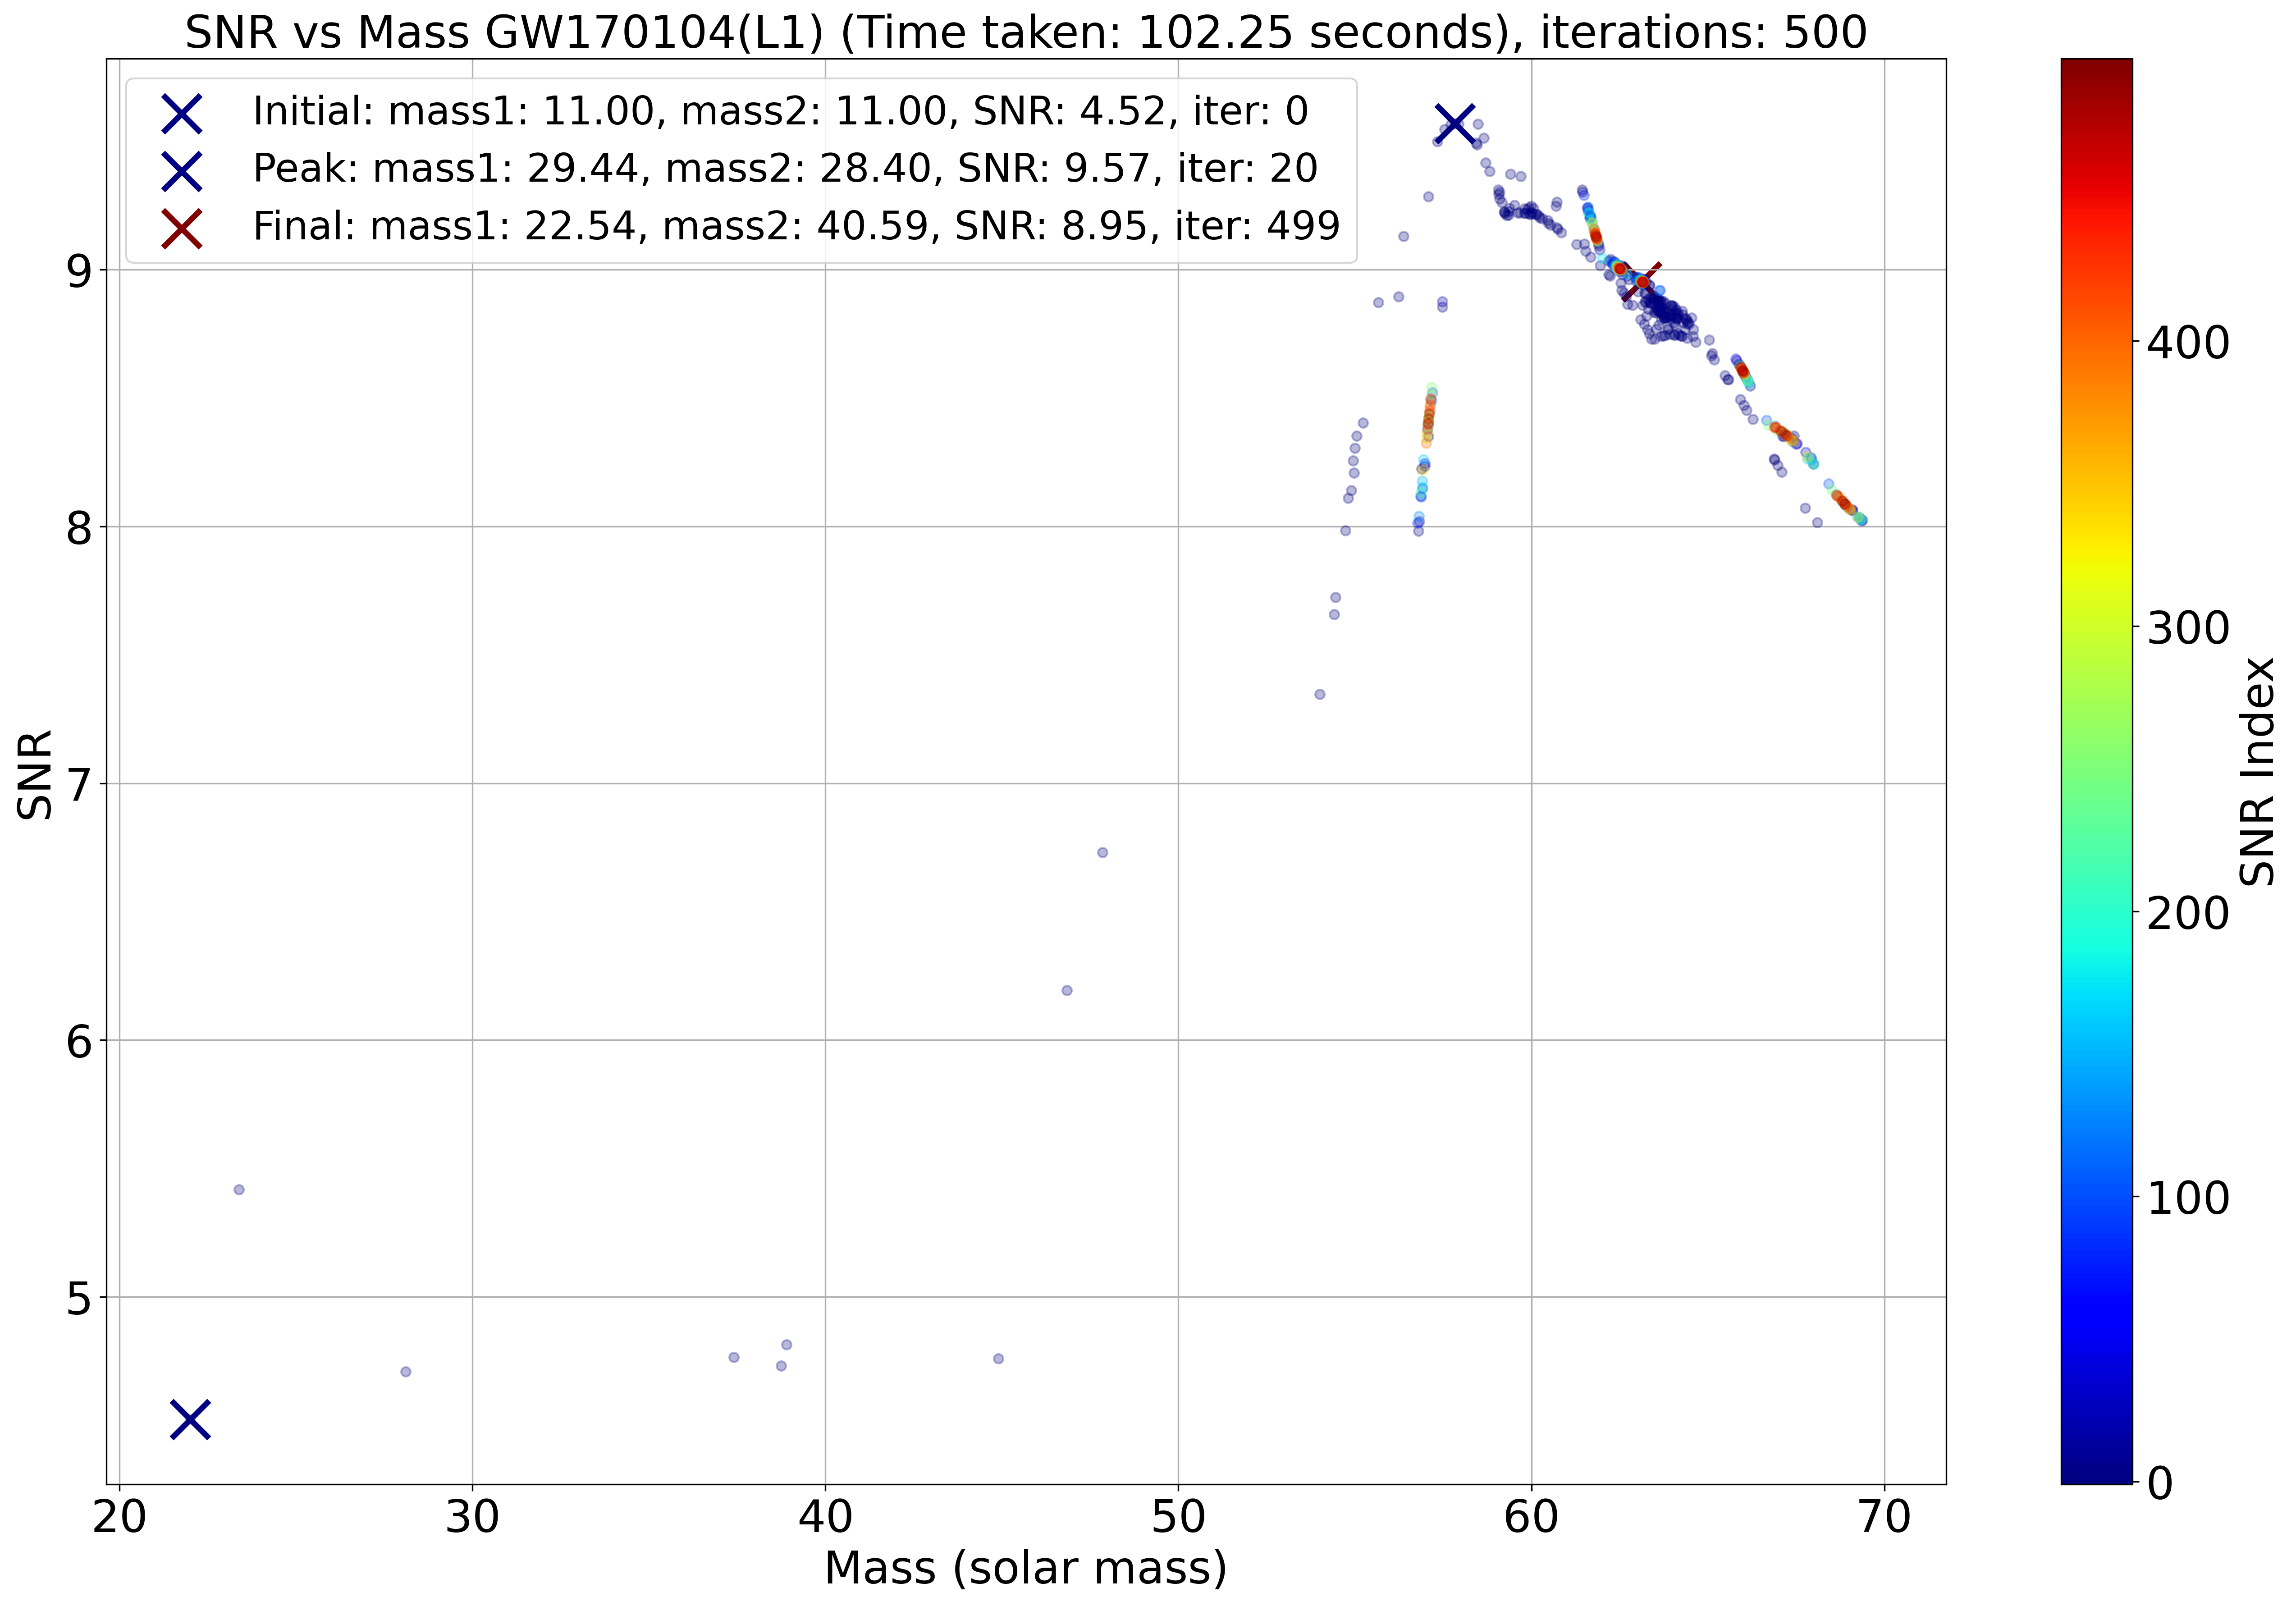 SNR vs Mass GW170104(L1) (Time taken: 102.25 seconds), iterations: 500
Initial: mass1: 11.00, mass2: 11.00, SNR: 4.52, iter: 0
Peak: mass1: 29.44, mass2: 28.40, SNR: 9.57, iter: 20
Final: mass1: 22.54, mass2: 40.59, SNR: 8.95, iter: 499
SNR
9
8
7
6
5
20 30 40 50 60 70
Mass (solar mass)
400
300
200
100
0
SNR Index